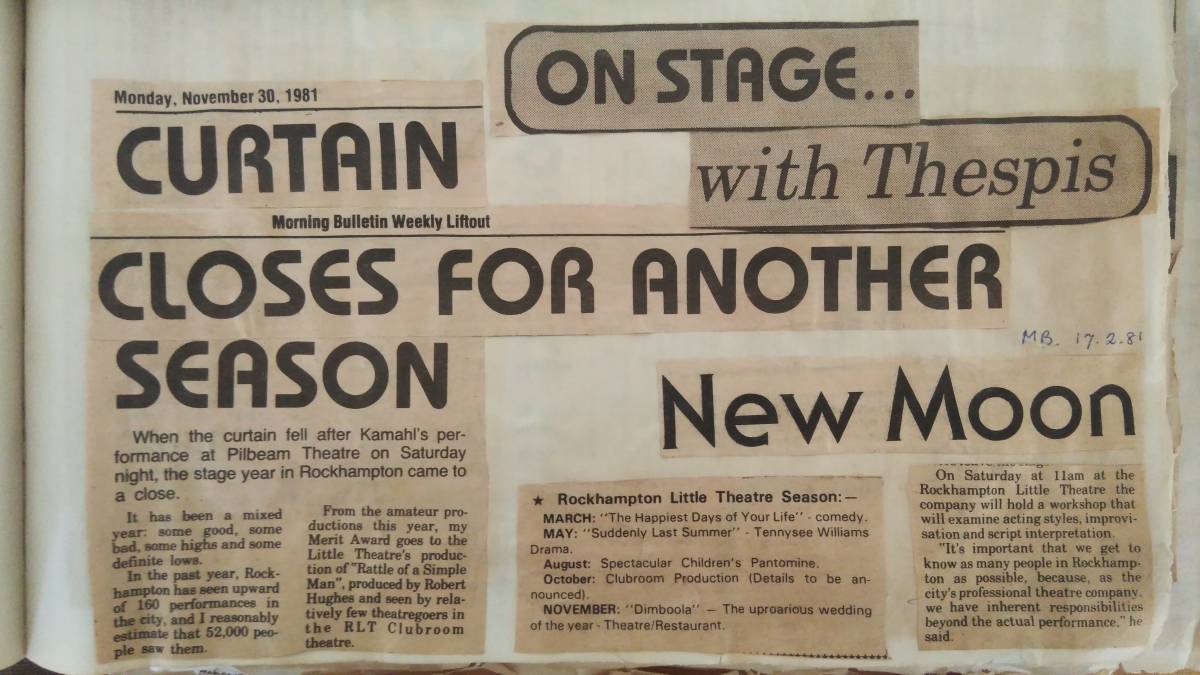 Monday, November 30, 1981
CURTAIN
Morning Bulletin Weekly Liftout
CLOSES FOR ANOTHER
SEASON
When the curtain fell after Kamahl's per-
formance at Pilbeam Theatre on Saturday
night, the stage year in Rockhampton came to
a close.
It has been a mixed
year: some good, some
bad, some highs and some
definite lows.
In the past year, Rock-
hampton has seen upward
of 160 performances in
the city, and I reasonably
estimate that 52,000 peo-
ple saw them.
From the amateur pro-
ductions this year, my
Merit Award goes to the
Little Theatre's produc-
tion of "Rattle of a Simple
Man", produced by Robert
Hughes and seen by rela-
tively few theatregoers in
the RLT Clubroom
theatre.
ON STAGE...
with Thespis
MB. 17.2.81
New Moon
★ Rockhampton Little Theatre Season:—
MARCH: "The Happiest Days of Your Life" - comedy.
MAY: "Suddenly Last Summer" - Tennysee Williams
Drama.
August: Spectacular Children's Pantomine.
October: Clubroom Production (Details to be an-
nounced).
NOVEMBER: "Dimboola" — The uproarious wedding
of the year - Theatre/Restaurant.
On Saturday at 11am at the
Rockhampton Little Theatre the
company will hold a workshop that
will examine acting styles, improvi-
sation and script interpretation.
"It's important that we get to
know as many people in Rockhamp-
ton as possible, because, as the
city's professional theatre company,
we have inherent responsibilities
beyond the actual performance," he
said.